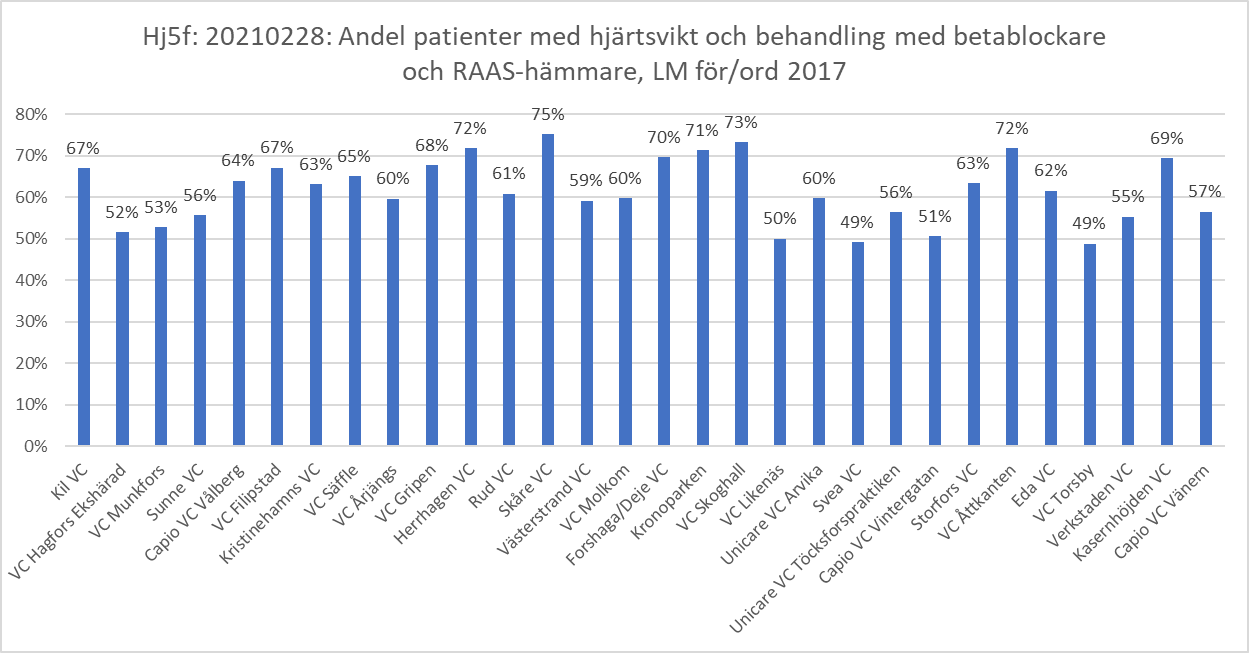 Hj5f: 20210228: Andel patienter med hjärtsvikt och behandling med betablockare
och RAAS-hämmare, LM för/ord 2017
80%
70%
60%
50%
40%
30%
20%
10%
0%
67%
52%
53%
56%
64%
67%
63%
65%
60%
68%
72%
61%
75%
59%
60%
70%
71%
73%
50%
60%
49%
56%
51%
63%
72%
62%
49%
55%
69%
57%
Kil VC
VC Hagfors Ekshärad
VC Munkfors
Sunne VC
Capio VC Vålberg
VC Filipstad
Kristinehamns VC
VC Säffle
VC Årjängs
VC Gripen
Herrhagen VC
Rud VC
Skåre VC
Västerstrand VC
VC Molkom
Forshaga/Deje VC
Kronoparken
VC Skoghall
VC Likenäs
Unicare VC Arvika
Svea VC
Unicare VC Töcksforspraktiken
Capio VC Vintergatan
Storfors VC
VC Åttkanten
Eda VC
VC Torsby
Verkstaden VC
Kasernhöjden VC
Capio VC Vänern